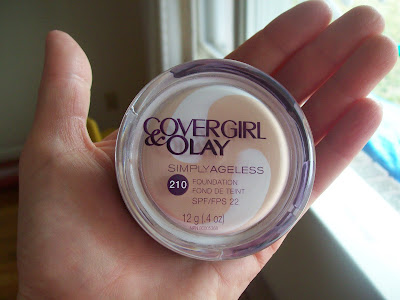 COVERGIRL
& OLAY
SIMPLYAGELESS
210 FOUNDATION
FOND DE TEINT
SPF/FPS 22
12 g (.4 oz)